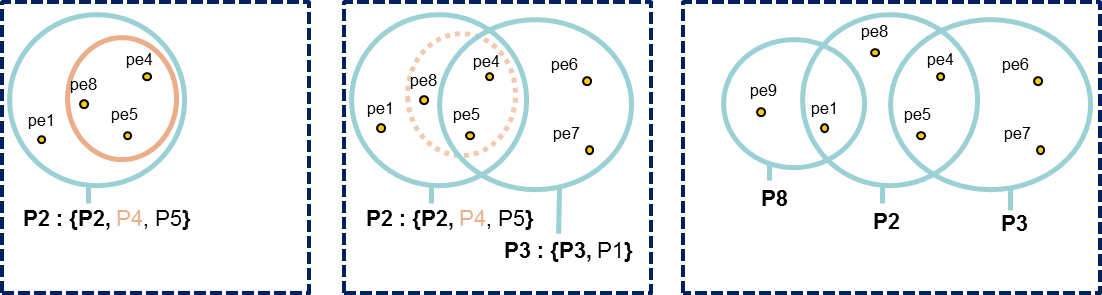 pe4
pe8
pe5
pe1
P2 : {P2, P4, P5}
pe4
pe6
pe8
pe5
pe1
pe7
P2 : {P2, P4, P5}
P3 : {P3, P1}
pe8
pe4
pe6
pe9
pe1
pe5
pe7
P8
P2
P3